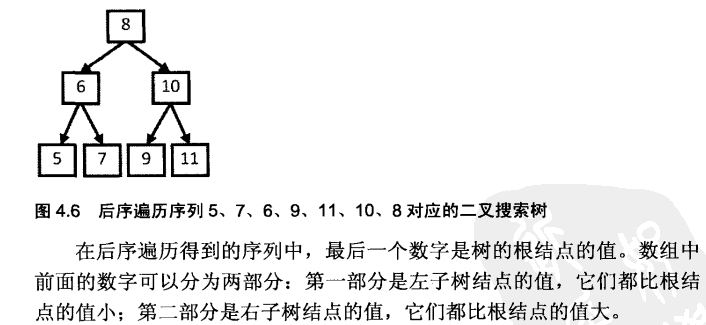 8
6 10
5 7 9 11
图 4.6 后序遍历序列 5、7、6、9、11、10、8 对应的二叉搜索树
在后序遍历得到的序列中，最后一个数字是树的根结点的值。数组中
前面的数字可以分为两部分：第一部分是左子树结点的值，它们都比根结
点的值小；第二部分是右子树结点的值，它们都比根结点的值大。